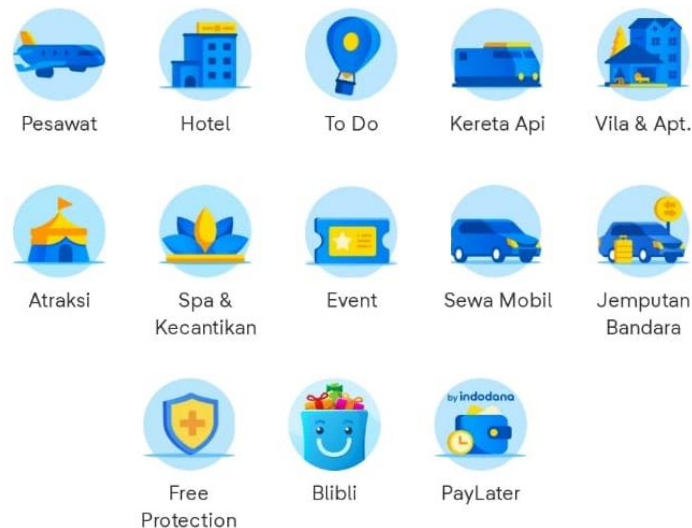 Pesawat
Hotel
To Do
Kereta Api
Vila & Apt.
Atraksi
Spa &
Kecantikan
Event
Sewa Mobil
Jemputan
Bandara
Free
Protection
Blibli
by indodana
PayLater